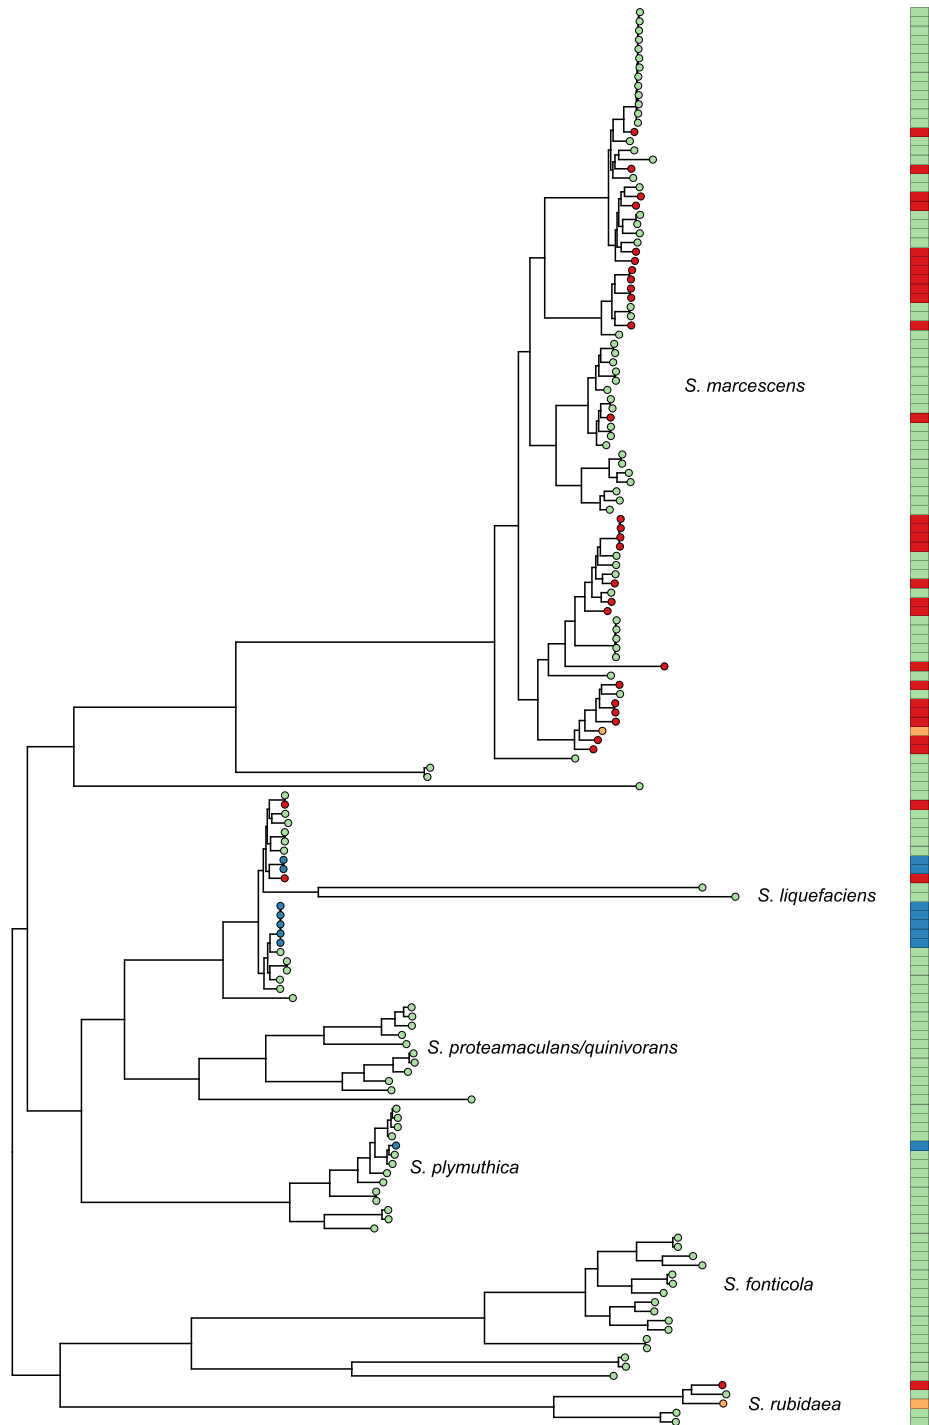 S. marcescens
S. liquefaciens
S. proteamaculans/quinivorans
S. plymuthica
S. fonticola
S. rubidaea